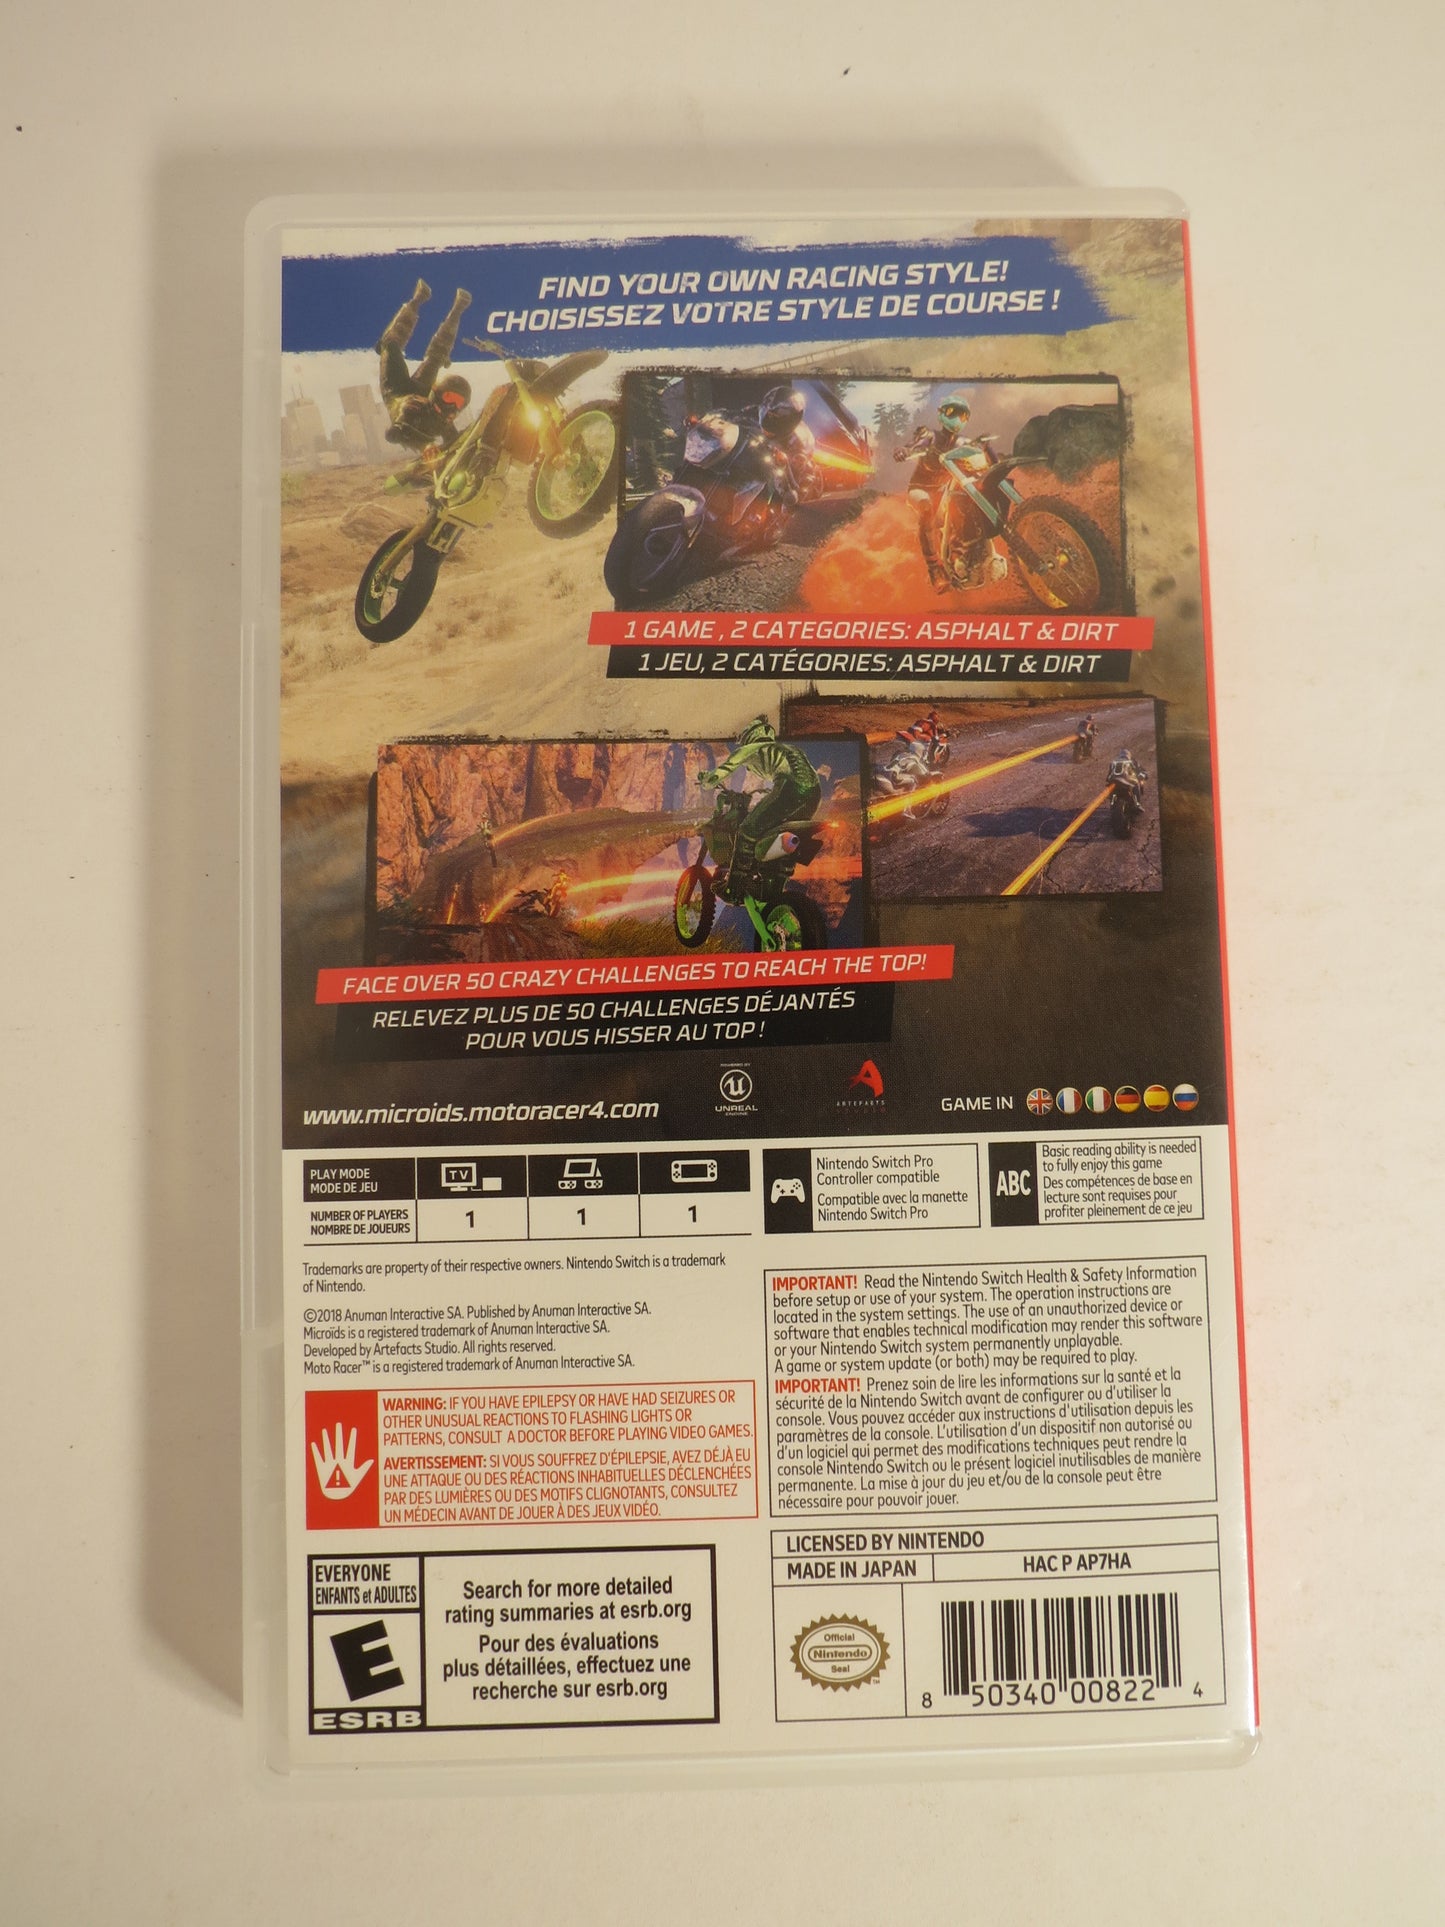 FIND YOUR OWN RACING STYLE!
CHOISISSEZ VOTRE STYLE DE COURSE !
1 GAME , 2 CATEGORIES: ASPHALT & DIRT
1 JEU, 2 CATÉGORIES: ASPHALT & DIRT
FACE OVER 50 CRAZY CHALLENGES TO REACH THE TOP!
RELEVEZ PLUS DE 50 CHALLENGES DÉJANTÉS
POUR VOUS HISSER AU TOP !
www.microids.motoracer4.com
POWERED BY
UNREAL
ENGINE
ARTEFACTS
GAME IN
PLAY MODE
MODE DE JEU
TV
NUMBER OF PLAYERS
NOMBRE DE JOUEURS
1
1
1
Nintendo Switch Pro
Controller compatible
Compatible avec la manette
Nintendo Switch Pro
ABC
Basic reading ability is needed
to fully enjoy this game
Des compétences de base en
lecture sont requises pour
profiter pleinement de ce jeu
Trademarks are property of their respective owners. Nintendo Switch is a trademark
of Nintendo.
©2018 Anuman Interactive SA. Published by Anuman Interactive SA.
Microïds is a registered trademark of Anuman Interactive SA.
Developed by Artefacts Studio. All rights reserved.
Moto Racer™ is a registered trademark of Anuman Interactive SA.
WARNING: IF YOU HAVE EPILEPSY OR HAVE HAD SEIZURES OR
OTHER UNUSUAL REACTIONS TO FLASHING LIGHTS OR
PATTERNS, CONSULT A DOCTOR BEFORE PLAYING VIDEO GAMES.
AVERTISSEMENT: SI VOUS SOUFFREZ D'ÉPILEPSIE, AVEZ DÉJÀ EU
UNE ATTAQUE OU DES RÉACTIONS INHABITUELLES DÉCLENCHÉES
PAR DES LUMIÈRES OU DES MOTIFS CLIGNOTANTS, CONSULTEZ
UN MÉDECIN AVANT DE JOUER À DES JEUX VIDÉO.
IMPORTANT! Read the Nintendo Switch Health & Safety Information
before setup or use of your system. The operation instructions are
located in the system settings. The use of an unauthorized device or
software that enables technical modification may render this software
or your Nintendo Switch system permanently unplayable.
A game or system update (or both) may be required to play.
IMPORTANT! Prenez soin de lire les informations sur la santé et la
sécurité de la Nintendo Switch avant de configurer ou d'utiliser la
console. Vous pouvez accéder aux instructions d'utilisation depuis les
paramètres de la console. L'utilisation d'un dispositif non autorisé ou
d'un logiciel qui permet des modifications techniques peut rendre la
console Nintendo Switch ou le présent logiciel inutilisables de manière
permanente. La mise à jour du jeu et/ou de la console peut être
nécessaire pour pouvoir jouer.
EVERYONE
ENFANTS et ADULTES
E
ESRB
Search for more detailed
rating summaries at esrb.org
Pour des évaluations
plus détaillées, effectuez une
recherche sur esrb.org
LICENSED BY NINTENDO
MADE IN JAPAN
HAC P AP7HA
Official
Nintendo
Seal
TM
8 50340 00822 4